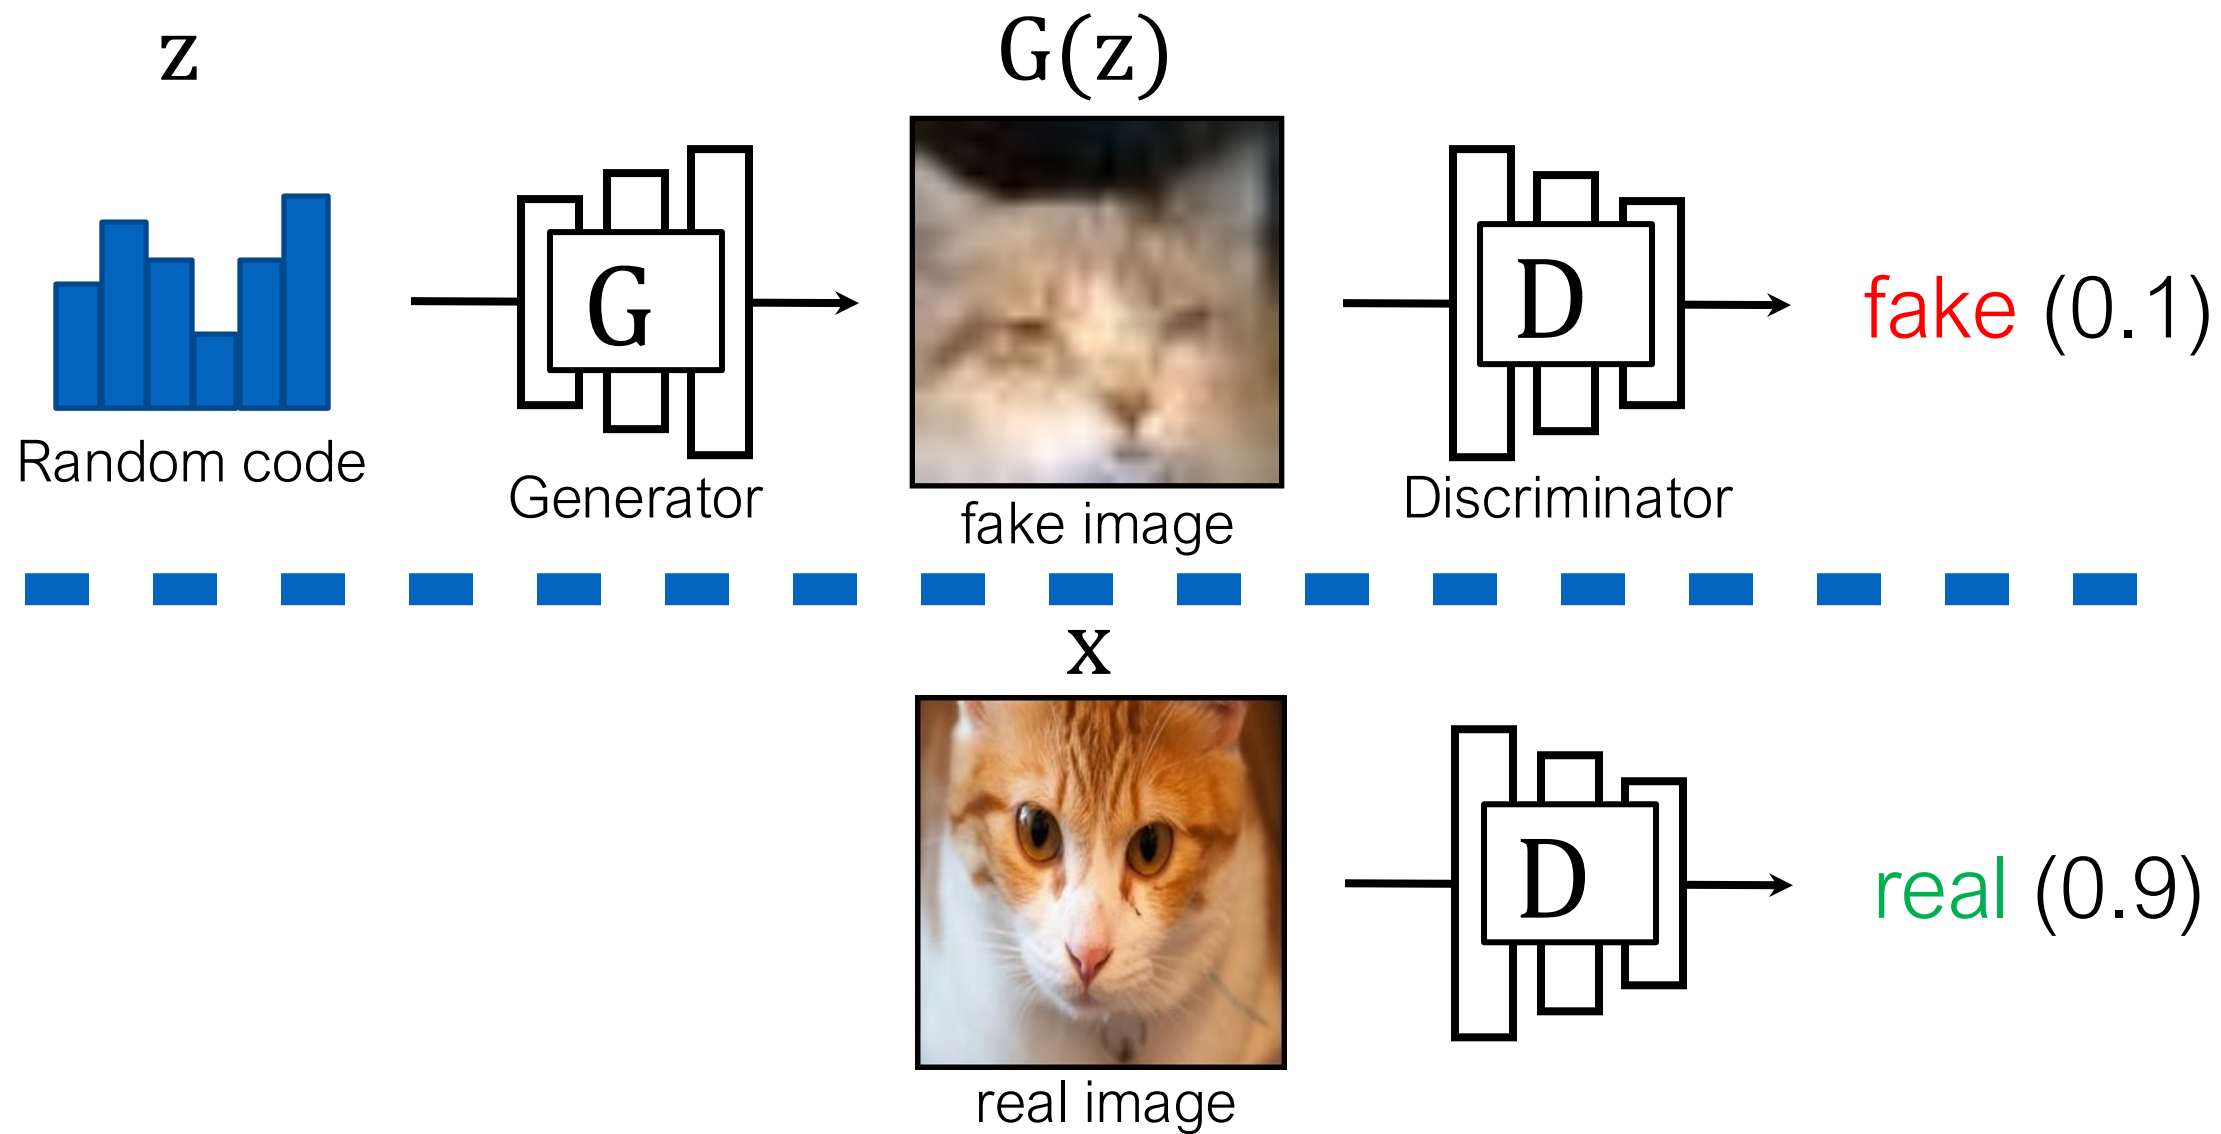 z
G(z)
G
D
fake (0.1)
Random code
Generator
fake image
Discriminator
x
D
real (0.9)
real image